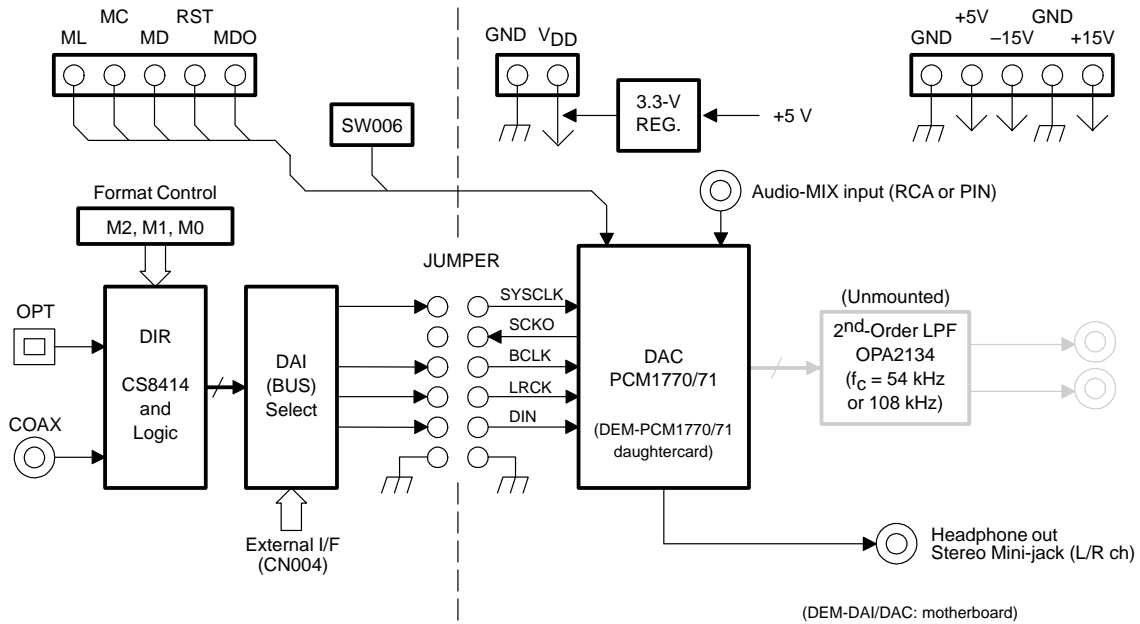 MC RST
ML MD MDO
GND VDD
+5V GND
GND –15V +15V
SW006
3.3-V
REG.
+5 V
Format Control
M2, M1, M0
Audio-MIX input (RCA or PIN)
JUMPER
OPT
COAX
DIR
CS8414
and
Logic
DAI
(BUS)
Select
External I/F
(CN004)
SYSCLK
SCKO
BCLK
LRCK
DIN
DAC
PCM1770/71
(DEM-PCM1770/71
daughtercard)
(Unmounted)
2nd-Order LPF
OPA2134
(fC = 54 kHz
or 108 kHz)
Headphone out
Stereo Mini-jack (L/R ch)
(DEM-DAI/DAC: motherboard)